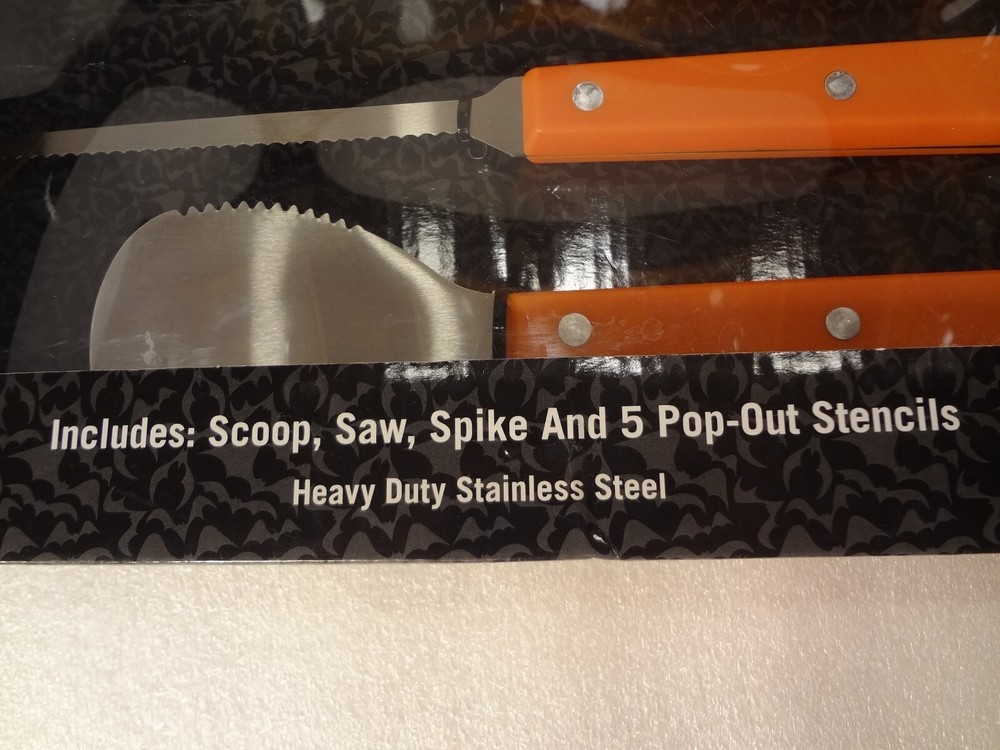 Includes: Scoop, Saw, Spike And 5 Pop-Out Stencils
Heavy Duty Stainless Steel